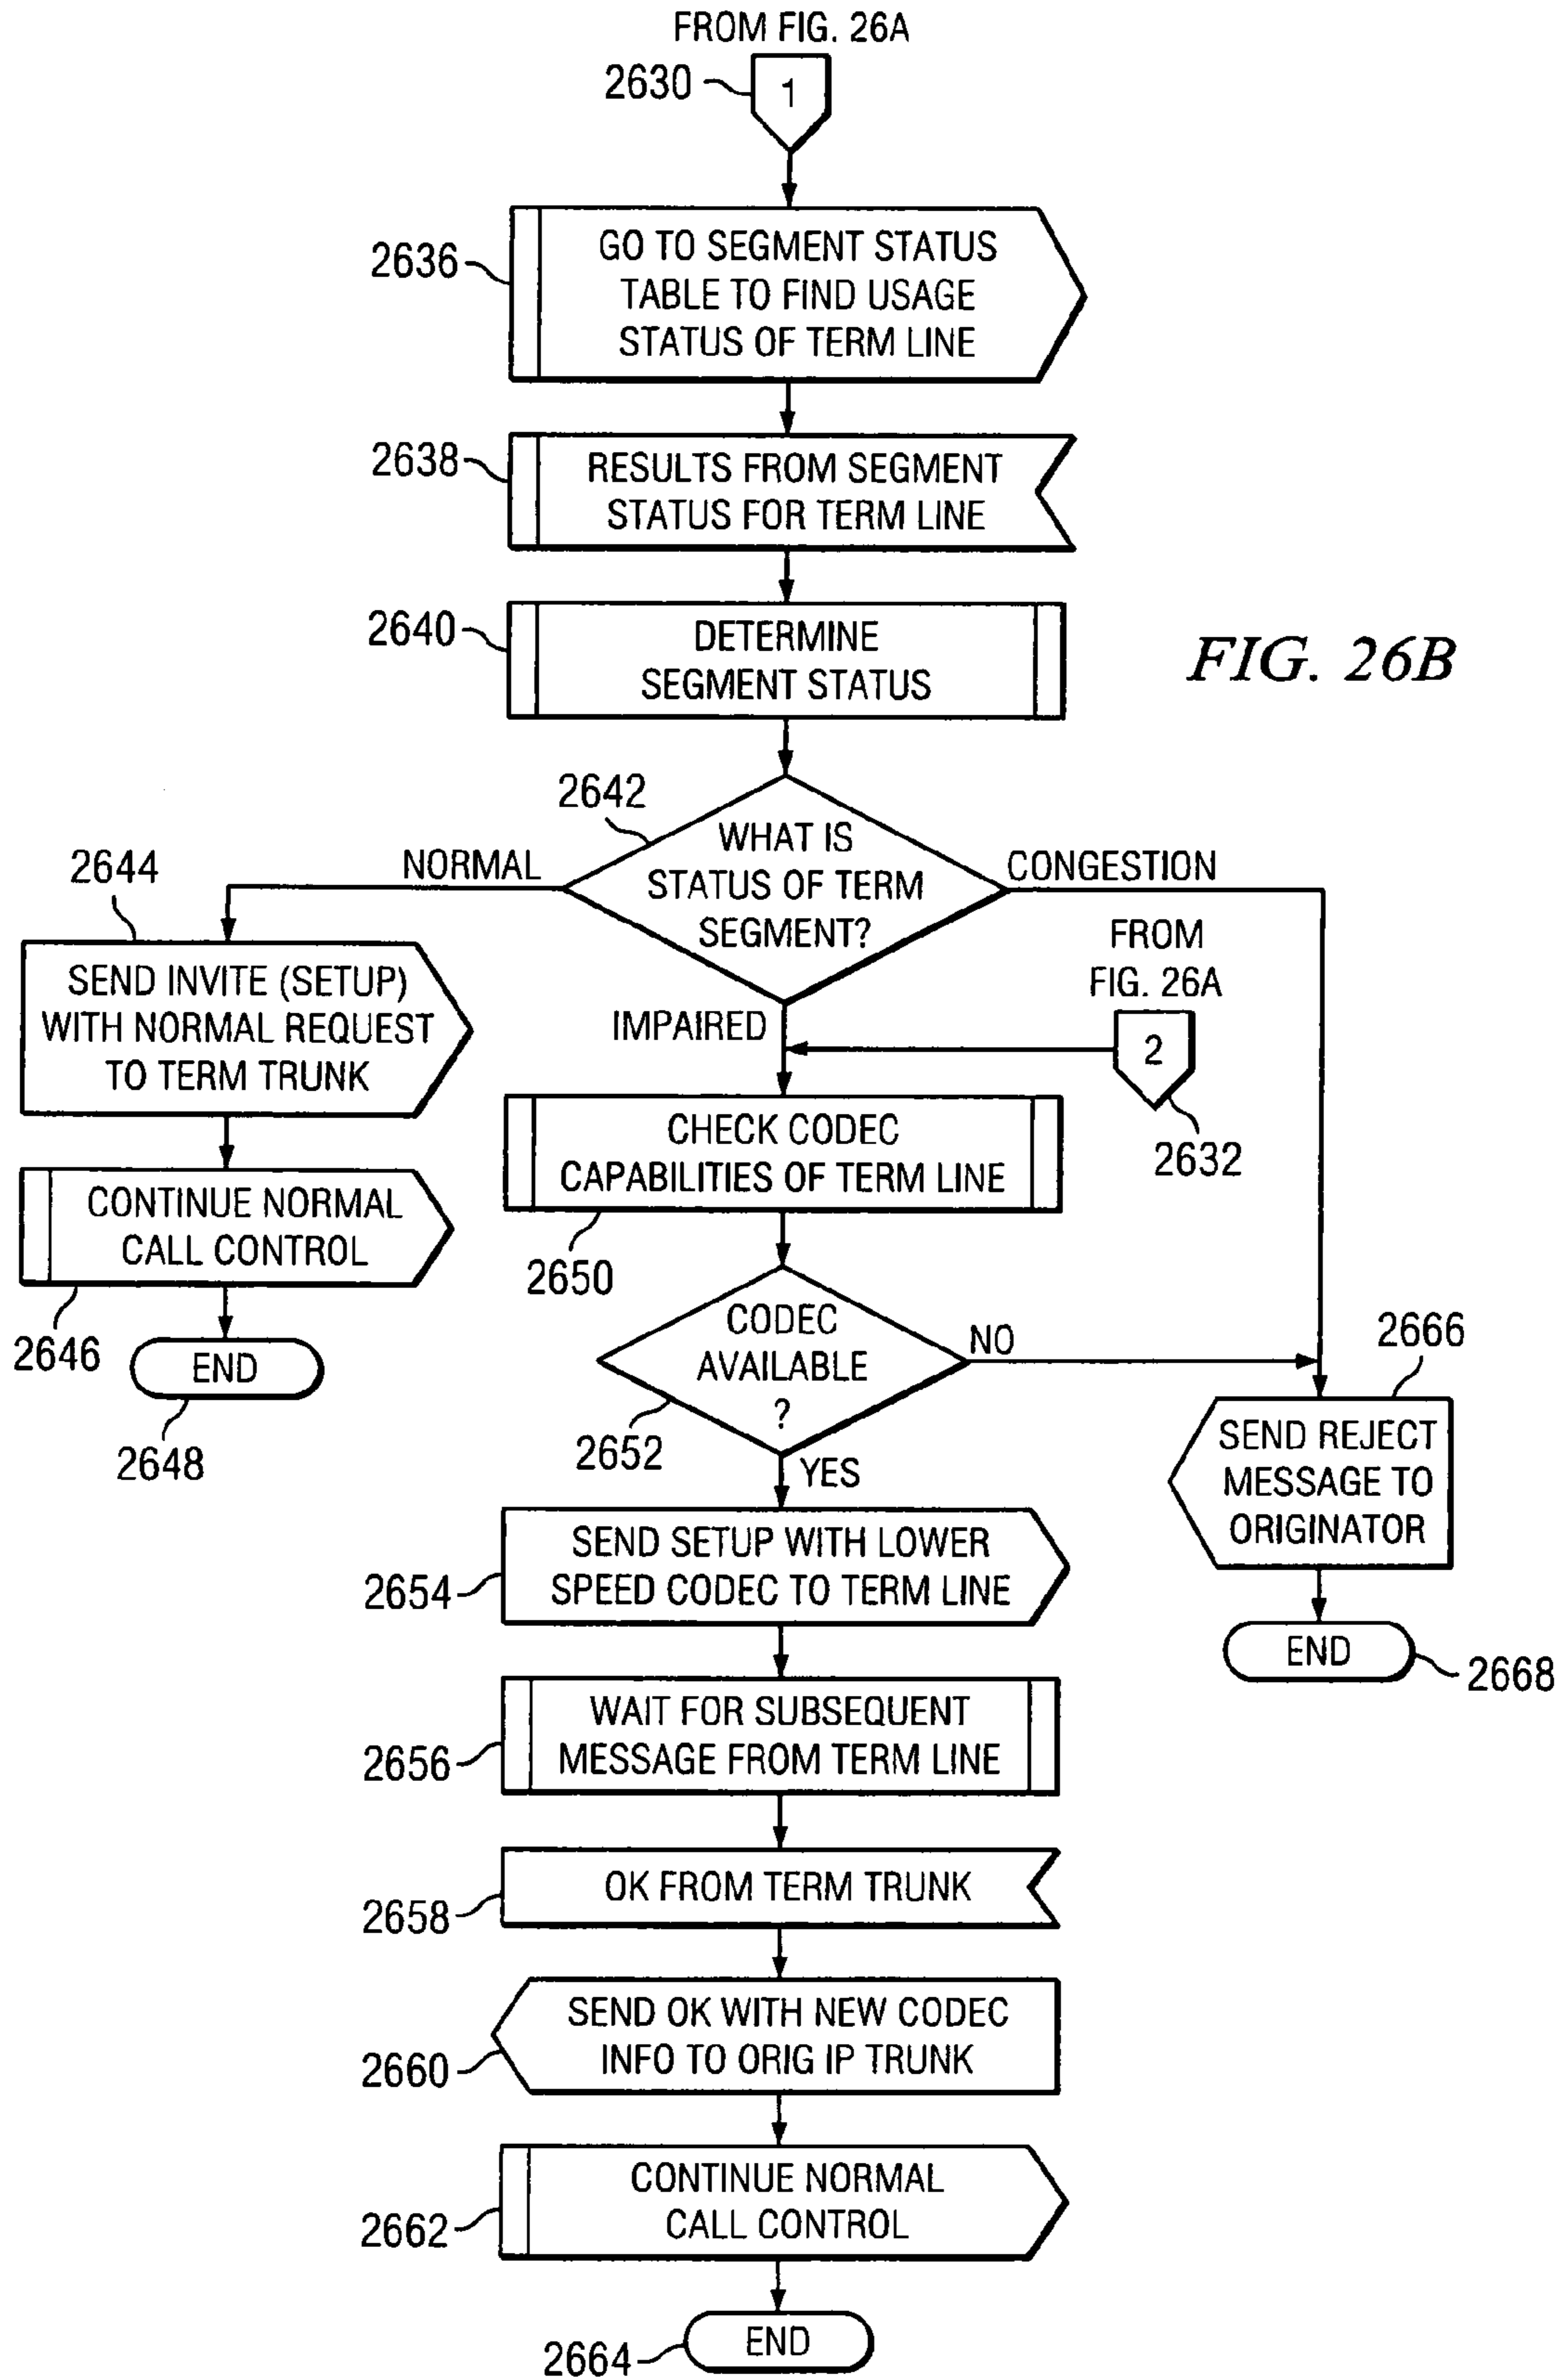 FROM FIG. 26A
2630
1
2636
GO TO SEGMENT STATUS
TABLE TO FIND USAGE
STATUS OF TERM LINE
2638
RESULTS FROM SEGMENT
STATUS FOR TERM LINE
2640
DETERMINE
SEGMENT STATUS
FIG. 26B
2642
WHAT IS
STATUS OF TERM
SEGMENT?
NORMAL
CONGESTION
IMPAIRED
2644
SEND INVITE (SETUP)
WITH NORMAL REQUEST
TO TERM TRUNK
CONTINUE NORMAL
CALL CONTROL
2646
END
2648
FROM
FIG. 26A
2
2632
CHECK CODEC
CAPABILITIES OF TERM LINE
2650
CODEC
AVAILABLE
?
2652
NO
YES
2666
SEND REJECT
MESSAGE TO
ORIGINATOR
END
2668
SEND SETUP WITH LOWER
SPEED CODEC TO TERM LINE
2654
WAIT FOR SUBSEQUENT
MESSAGE FROM TERM LINE
2656
OK FROM TERM TRUNK
2658
SEND OK WITH NEW CODEC
INFO TO ORIG IP TRUNK
2660
CONTINUE NORMAL
CALL CONTROL
2662
END
2664